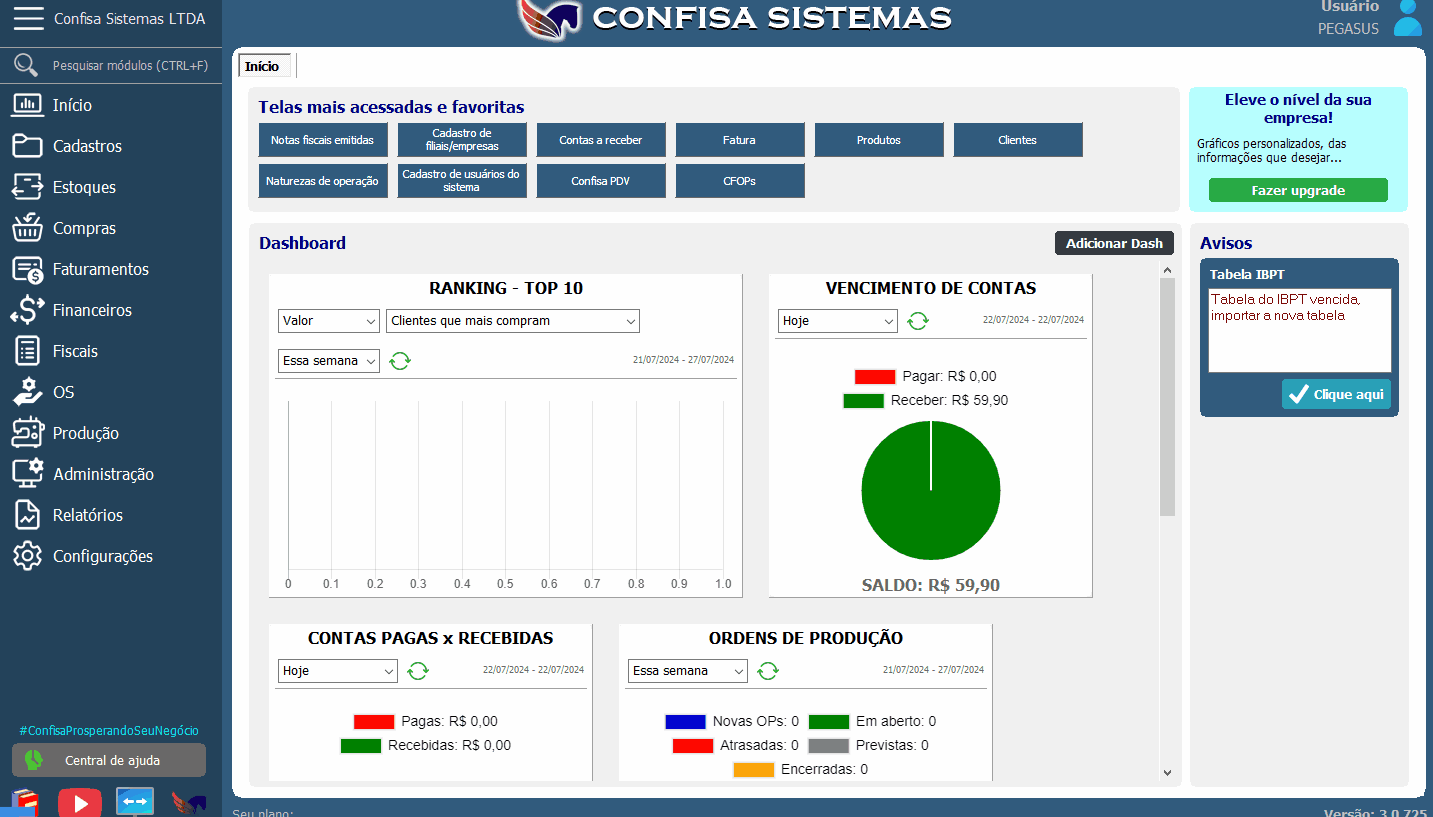 Confisa Sistemas LTDA
Pesquisar módulos (CTRL+F)
Início
Cadastros
Estoques
Compras
Faturamentos
Financeiros
Fiscais
OS
Produção
Administração
Relatórios
Configurações
#ConfisaProsperandoSeuNegócio
Central de ajuda
CONFISA SISTEMAS
Usuário
PEGASUS
Início
Telas mais acessadas e favoritas
Notas fiscais emitidas
Cadastro de
filiais/empresas
Contas a receber
Fatura
Produtos
Clientes
Naturezas de operação
Cadastro de usuários do
sistema
Confisa PDV
CFOPs
Eleve o nível da sua
empresa!
Gráficos personalizados, das
informações que desejar...
Fazer upgrade
Dashboard
Adicionar Dash
RANKING - TOP 10
Valor
Clientes que mais compram
Essa semana
21/07/2024 - 27/07/2024
0 0.1 0.2 0.3 0.4 0.5 0.6 0.7 0.8 0.9 1.0
VENCIMENTO DE CONTAS
Hoje
22/07/2024 - 22/07/2024
Pagar: R$ 0,00
Receber: R$ 59,90
SALDO: R$ 59,90
CONTAS PAGAS x RECEBIDAS
Hoje
22/07/2024 - 22/07/2024
Pagas: R$ 0,00
Recebidas: R$ 0,00
ORDENS DE PRODUÇÃO
Essa semana
21/07/2024 - 27/07/2024
Novas OPs: 0 Em aberto: 0
Atrasadas: 0 Previstas: 0
Encerradas: 0
Avisos
Tabela IBPT
Tabela do IBPT vencida,
importar a nova tabela
Clique aqui
Seu plano:
Versão: 3.0.725